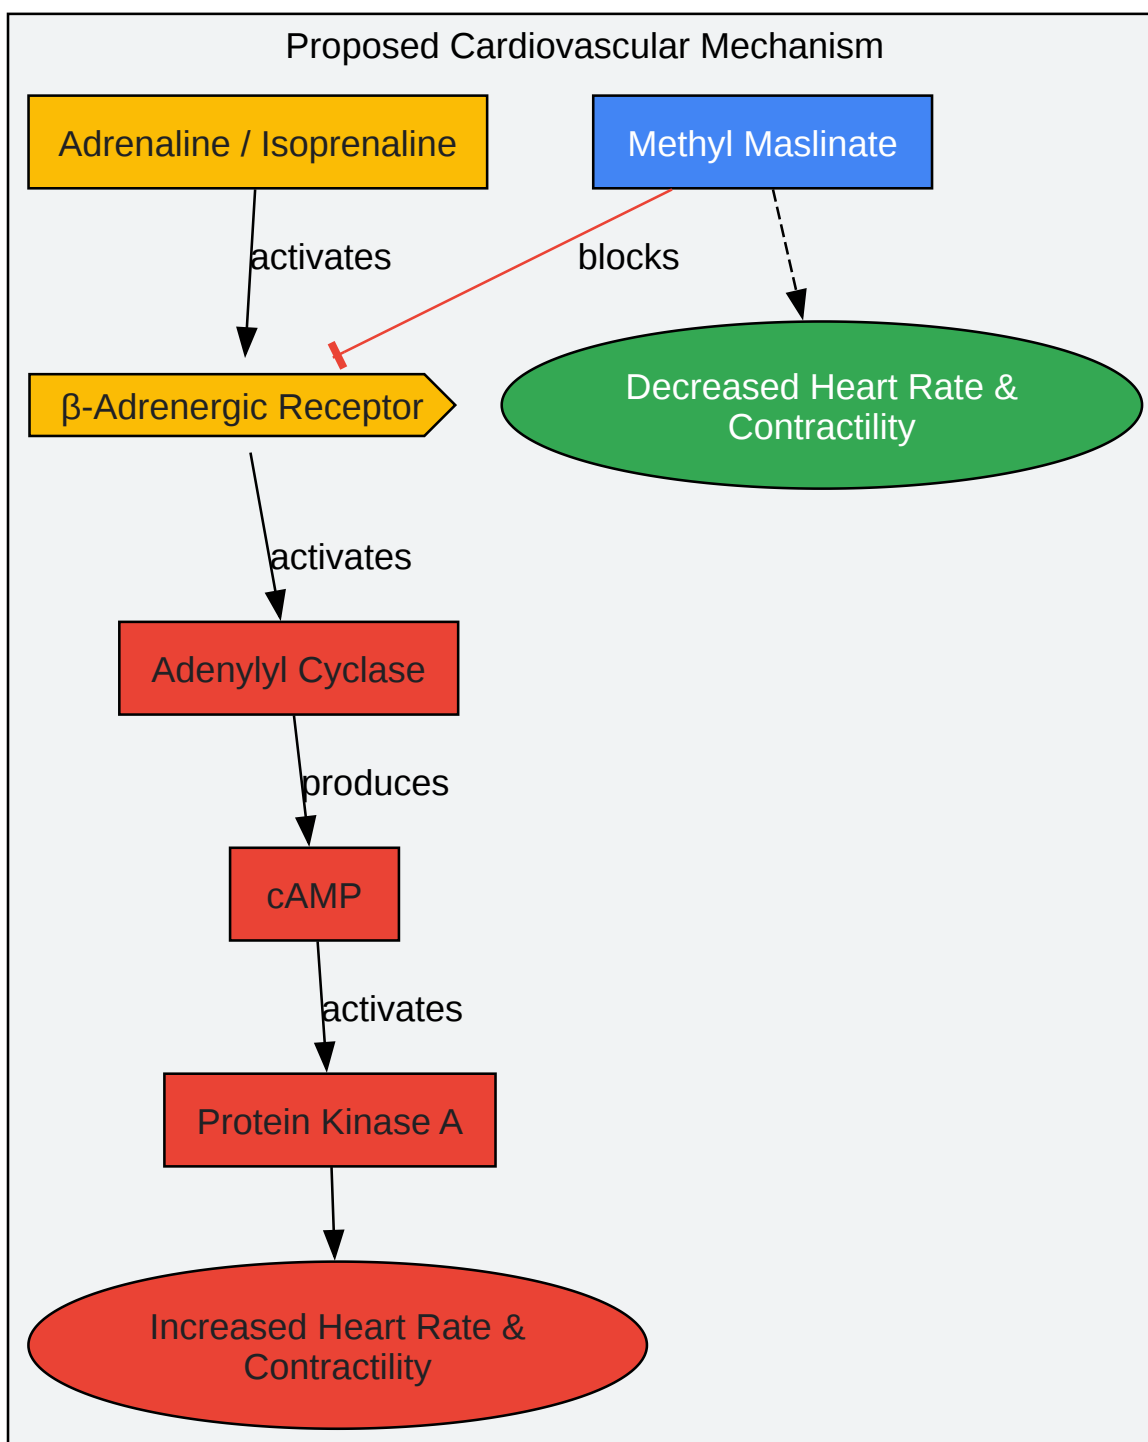 Proposed Cardiovascular Mechanism
Adrenaline / Isoprenaline
Methyl Maslinate
activates
blocks
β-Adrenergic Receptor
Decreased Heart Rate &
Contractility
activates
Adenylyl Cyclase
produces
cAMP
activates
Protein Kinase A
Increased Heart Rate &
Contractility